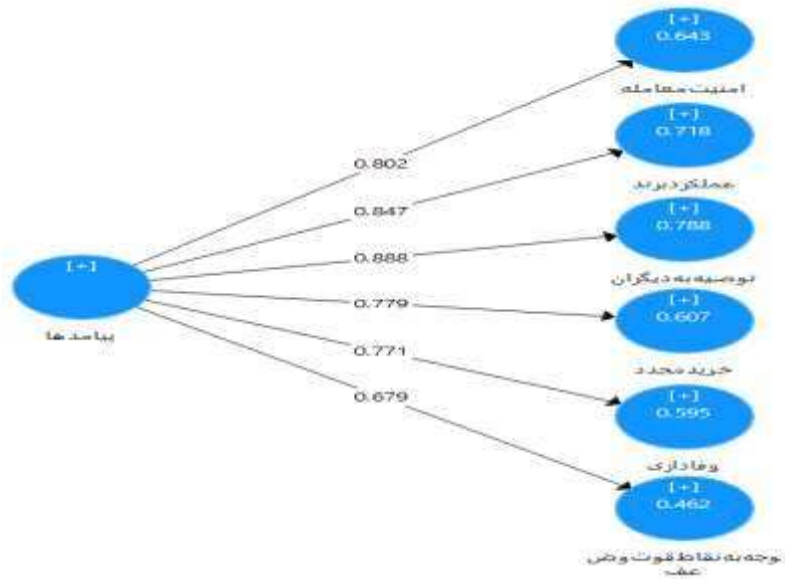 [+]
0.643
امنیت معامله
[+]
0.718
عملکرد برند
[+]
0.788
توصیه به دیگران
[+]
0.607
خرید مجدد
[+]
0.595
وفاداری
[+]
0.462
توجه به نقاط قوت و ض
عف
0.802
0.847
0.888
0.779
0.771
0.679
[+]
پیامدها